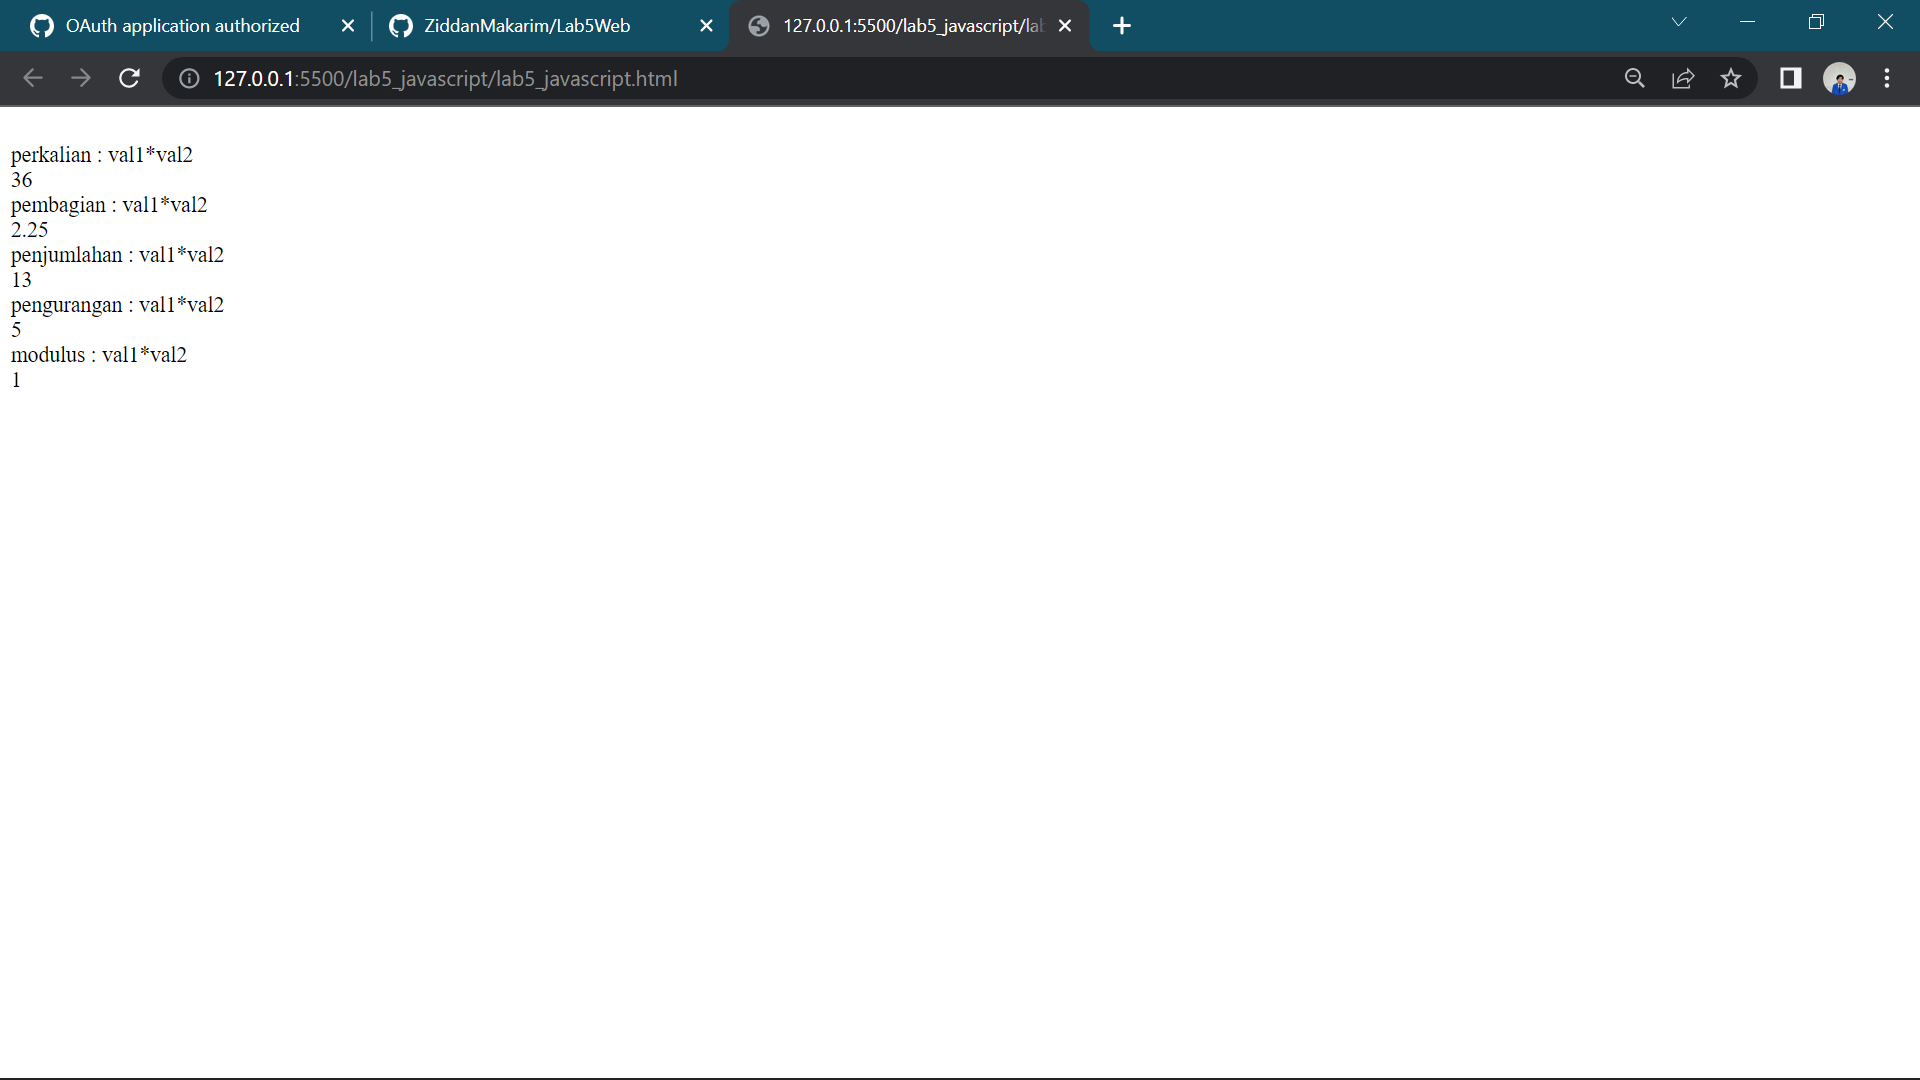 OAuth application authorized
ZiddanMakarim/Lab5Web
127.0.0.1:5500/lab5_javascript/lab
127.0.0.1:5500/lab5_javascript/lab5_javascript.html
perkalian : val1*val2
36
pembagian : val1*val2
2.25
penjumlahan : val1*val2
13
pengurangan : val1*val2
5
modulus : val1*val2
1